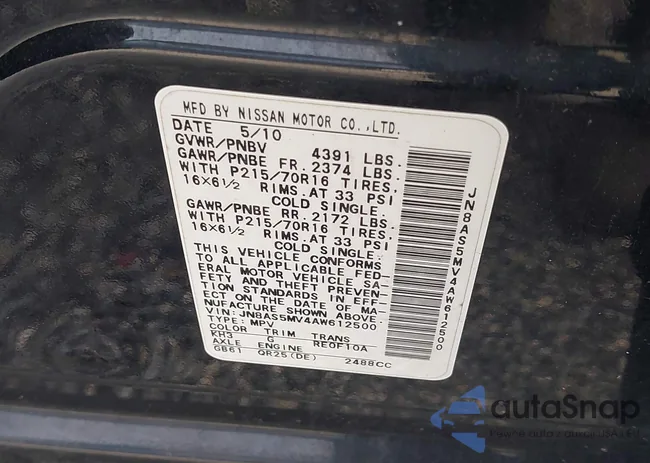 MFD BY NISSAN MOTOR CO.,LTD.
DATE 5/10
GVWR/PNBV 4391 LBS.
GAWR/PNBE FR. 2374 LBS.
WITH P215/70R16 TIRES,
16X6½ RIMS.AT 33 PSI
COLD SINGLE.
GAWR/PNBE RR. 2172 LBS.
WITH P215/70R16 TIRES,
16X6½ RIMS.AT 33 PSI
COLD SINGLE.
THIS VEHICLE CONFORMS
TO ALL APPLICABLE FED-
ERAL MOTOR VEHICLE SA-
FETY AND THEFT PREVEN-
TION STANDARDS IN EFF-
ECT ON THE DATE OF MA-
NUFACTURE SHOWN ABOVE.
VIN: JN8AS5MV4AW612500
TYPE: MPV
COLOR TRIM TRANS
KH3 G RE0F10A
AXLE ENGINE
GB61 QR25(DE) 2488CC
JN8AS5MV4AW612500
autoSnap